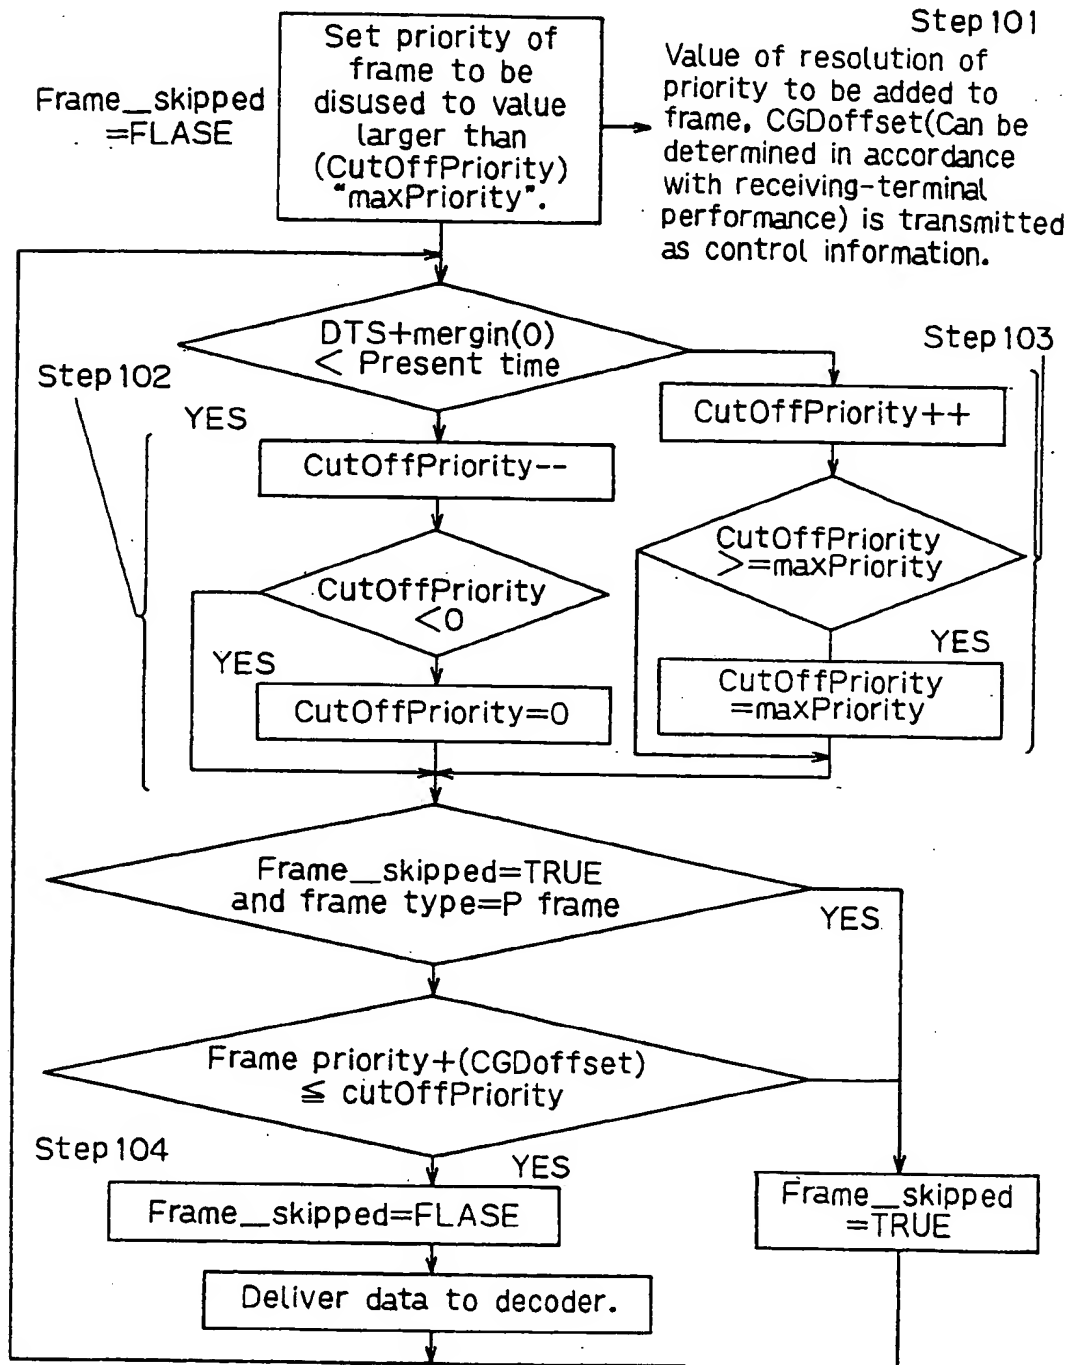 Step 101
Set priority of
frame to be
disused to value
larger than
(CutOffPriority)
"maxPriority".
Frame__skipped
=FLASE
Value of resolution of
priority to be added to
frame, CGDoffset(Can be
determined in accordance
with receiving-terminal
performance) is transmitted
as control information.
DTS+mergin(0)
< Present time
Step 103
Step 102
YES
CutOffPriority++
CutOffPriority--
CutOffPriority
>=maxPriority
CutOffPriority
<0
YES
YES
CutOffPriority
=maxPriority
CutOffPriority=0
Frame__skipped=TRUE
and frame type=P frame
YES
Frame priority+(CGDoffset)
≦ cutOffPriority
Step 104
YES
Frame__skipped=FLASE
Frame__skipped
=TRUE
Deliver data to decoder.